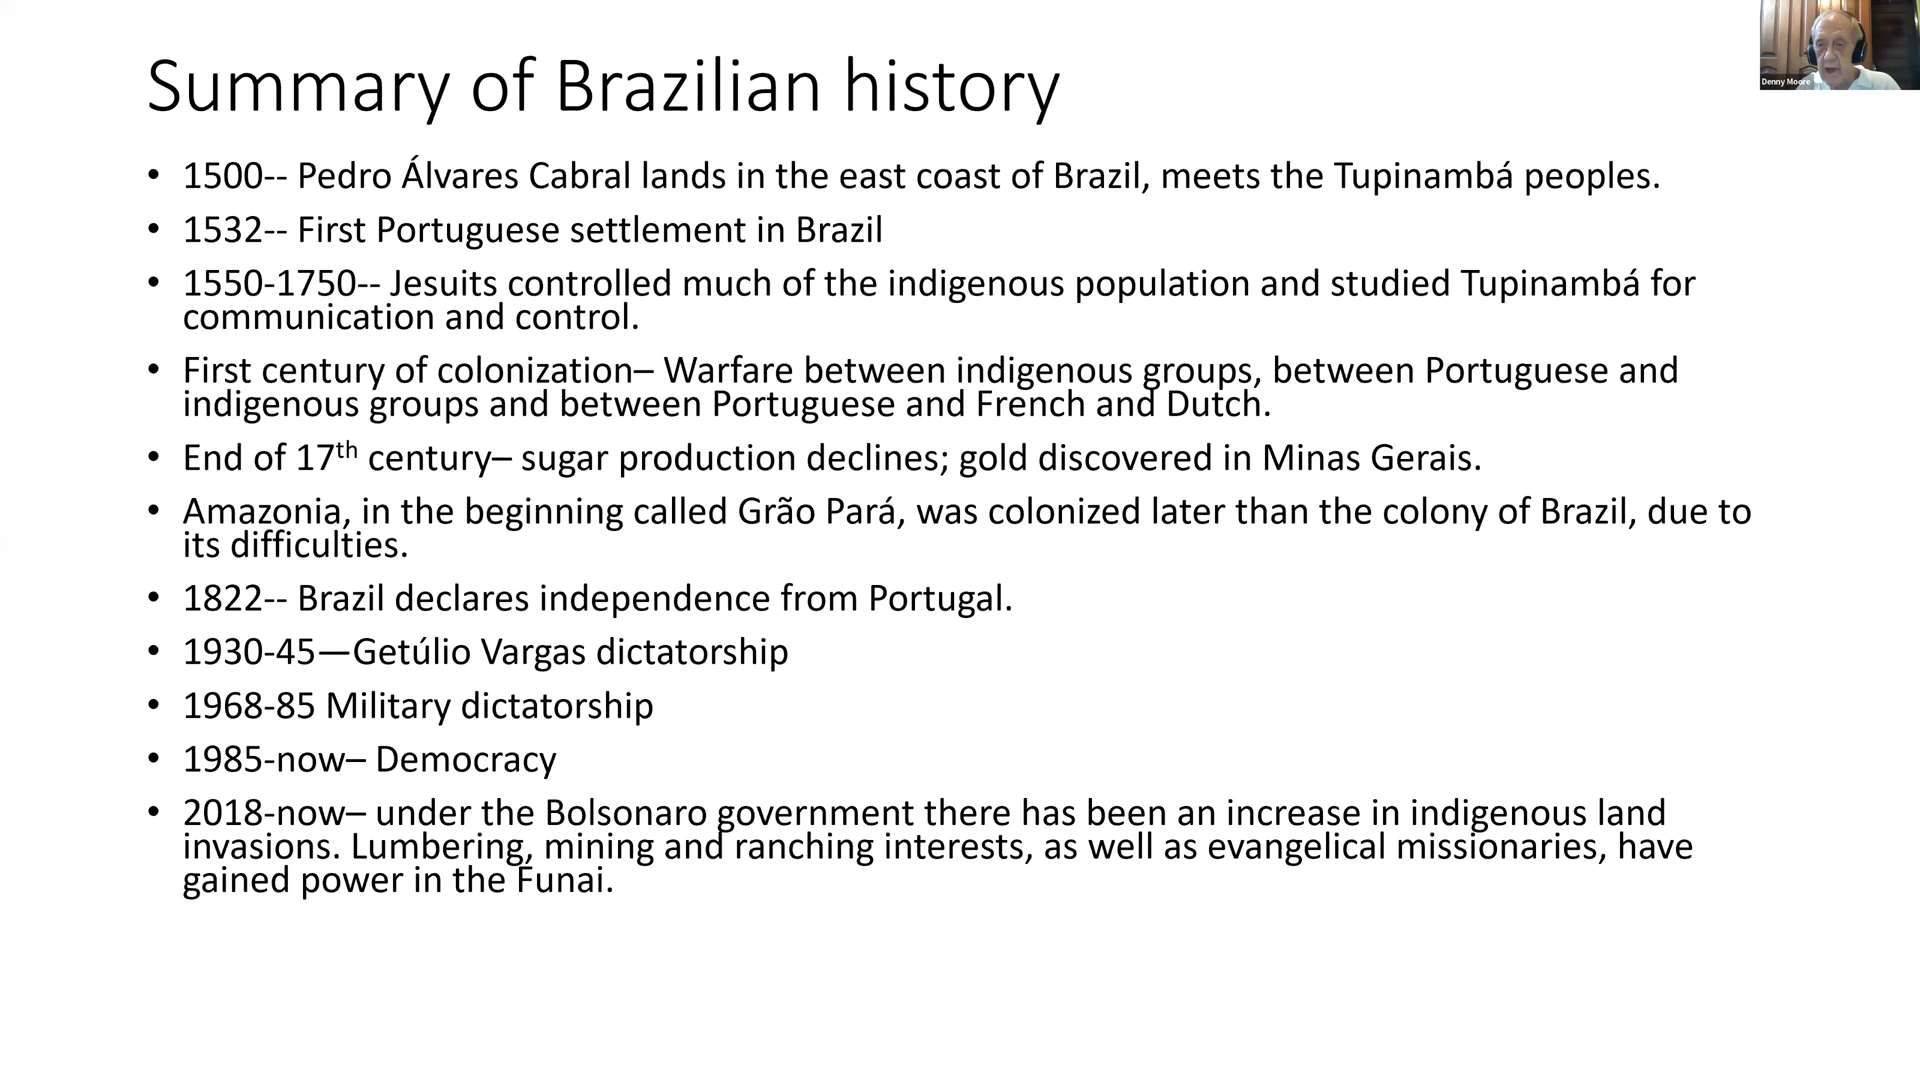 Summary of Brazilian history
Denny Moore
• 1500-- Pedro Álvares Cabral lands in the east coast of Brazil, meets the Tupinambá peoples.
• 1532-- First Portuguese settlement in Brazil
• 1550-1750-- Jesuits controlled much of the indigenous population and studied Tupinambá for
communication and control.
• First century of colonization– Warfare between indigenous groups, between Portuguese and
indigenous groups and between Portuguese and French and Dutch.
• End of 17th century– sugar production declines; gold discovered in Minas Gerais.
• Amazonia, in the beginning called Grão Pará, was colonized later than the colony of Brazil, due to
its difficulties.
• 1822-- Brazil declares independence from Portugal.
• 1930-45—Getúlio Vargas dictatorship
• 1968-85 Military dictatorship
• 1985-now– Democracy
• 2018-now– under the Bolsonaro government there has been an increase in indigenous land
invasions. Lumbering, mining and ranching interests, as well as evangelical missionaries, have
gained power in the Funai.